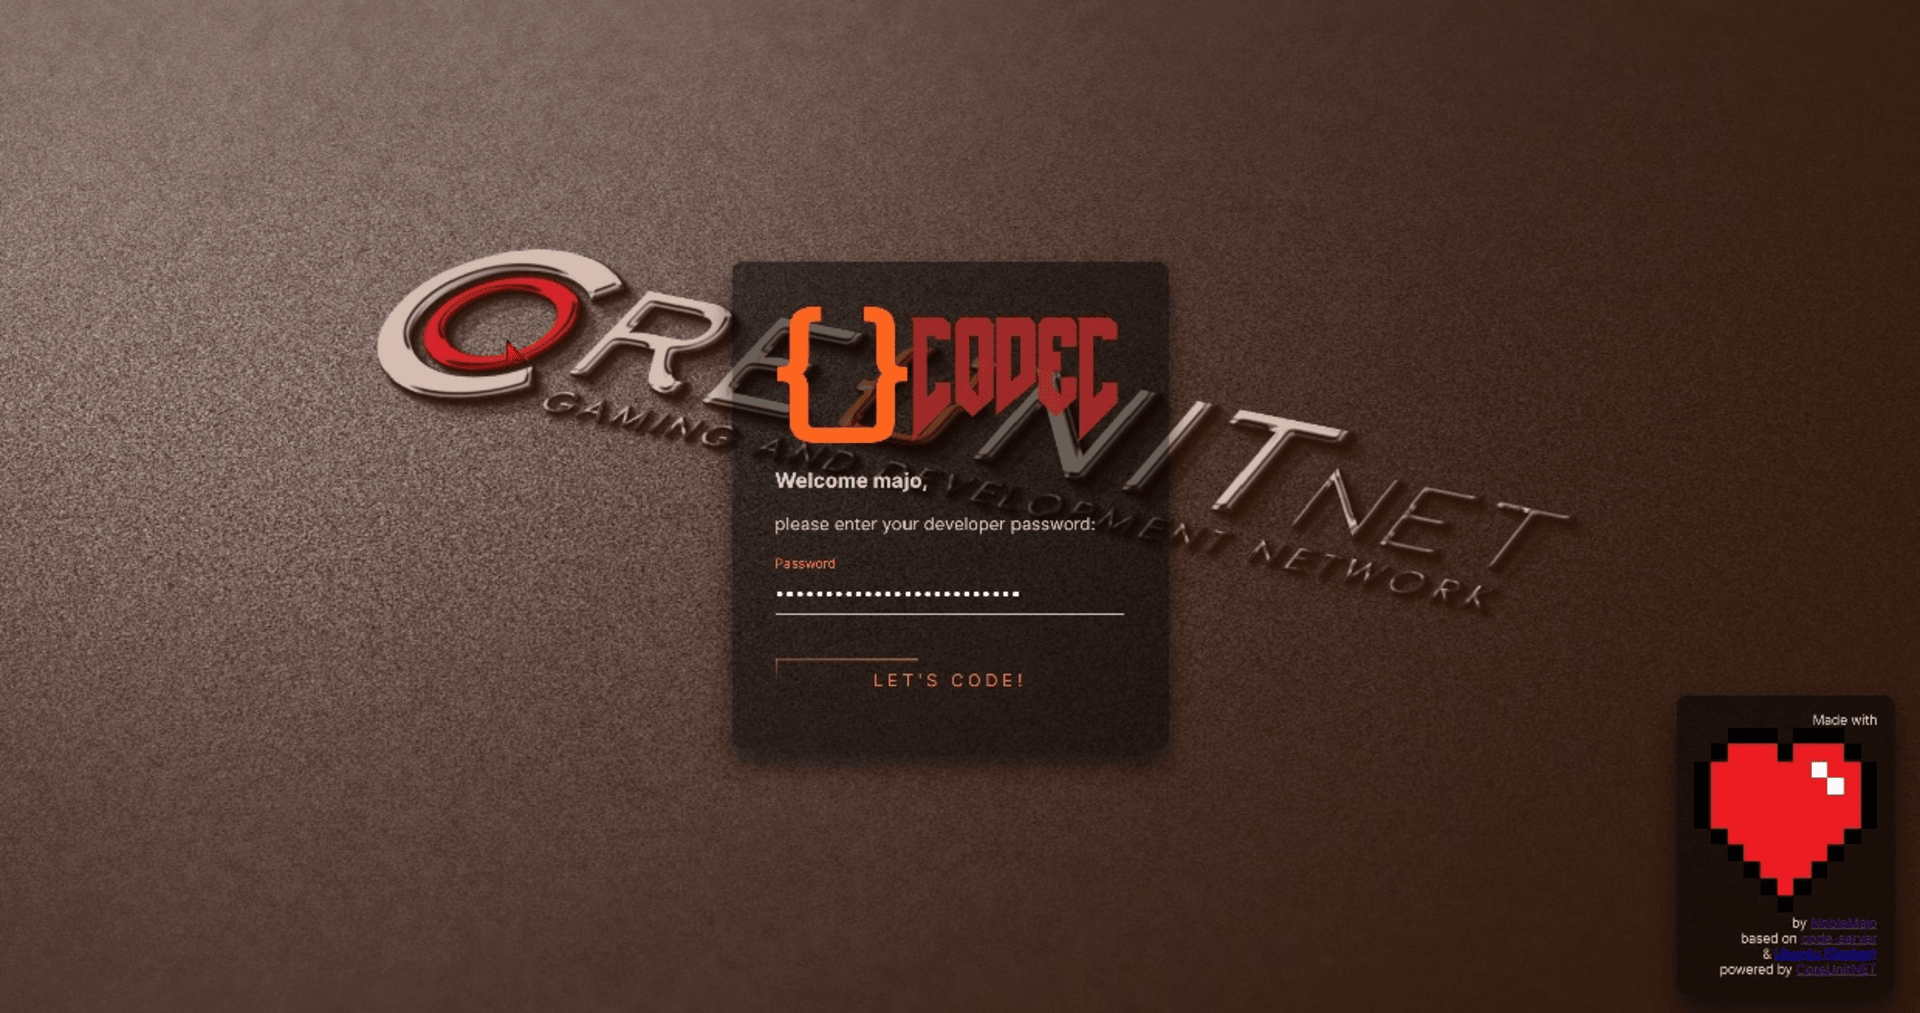 COREUNITNET
GAMING AND DEVELOPMENT NETWORK
{} CODEC
Welcome majo,
please enter your developer password:
Password
•••••••••••••••••••••••••
LET'S CODE!
Made with
by NobleMajo
based on code-server
& Ubuntu
powered by CoreUnitNET